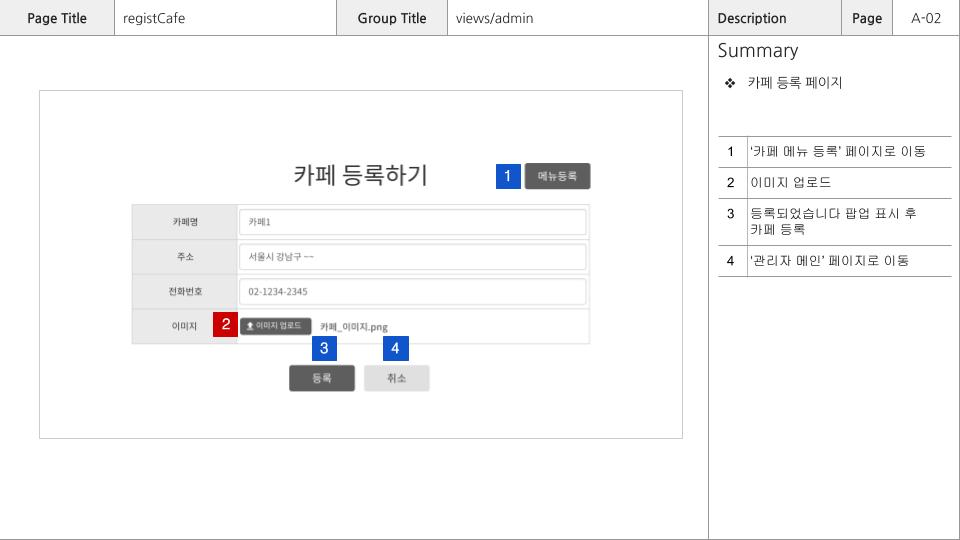 Page Title registCafe Group Title views/admin Description Page A-02
Summary
❖ 카페 등록 페이지
1 '카페 메뉴 등록' 페이지로 이동
2 이미지 업로드
3 등록되었습니다 팝업 표시 후
카페 등록
4 '관리자 메인' 페이지로 이동
카페 등록하기 1 메뉴등록
카페명 카페1
주소 서울시 강남구 ~~
전화번호 02-1234-2345
이미지 2 이미지 업로드 카페_이미지.png
3 4
등록 취소